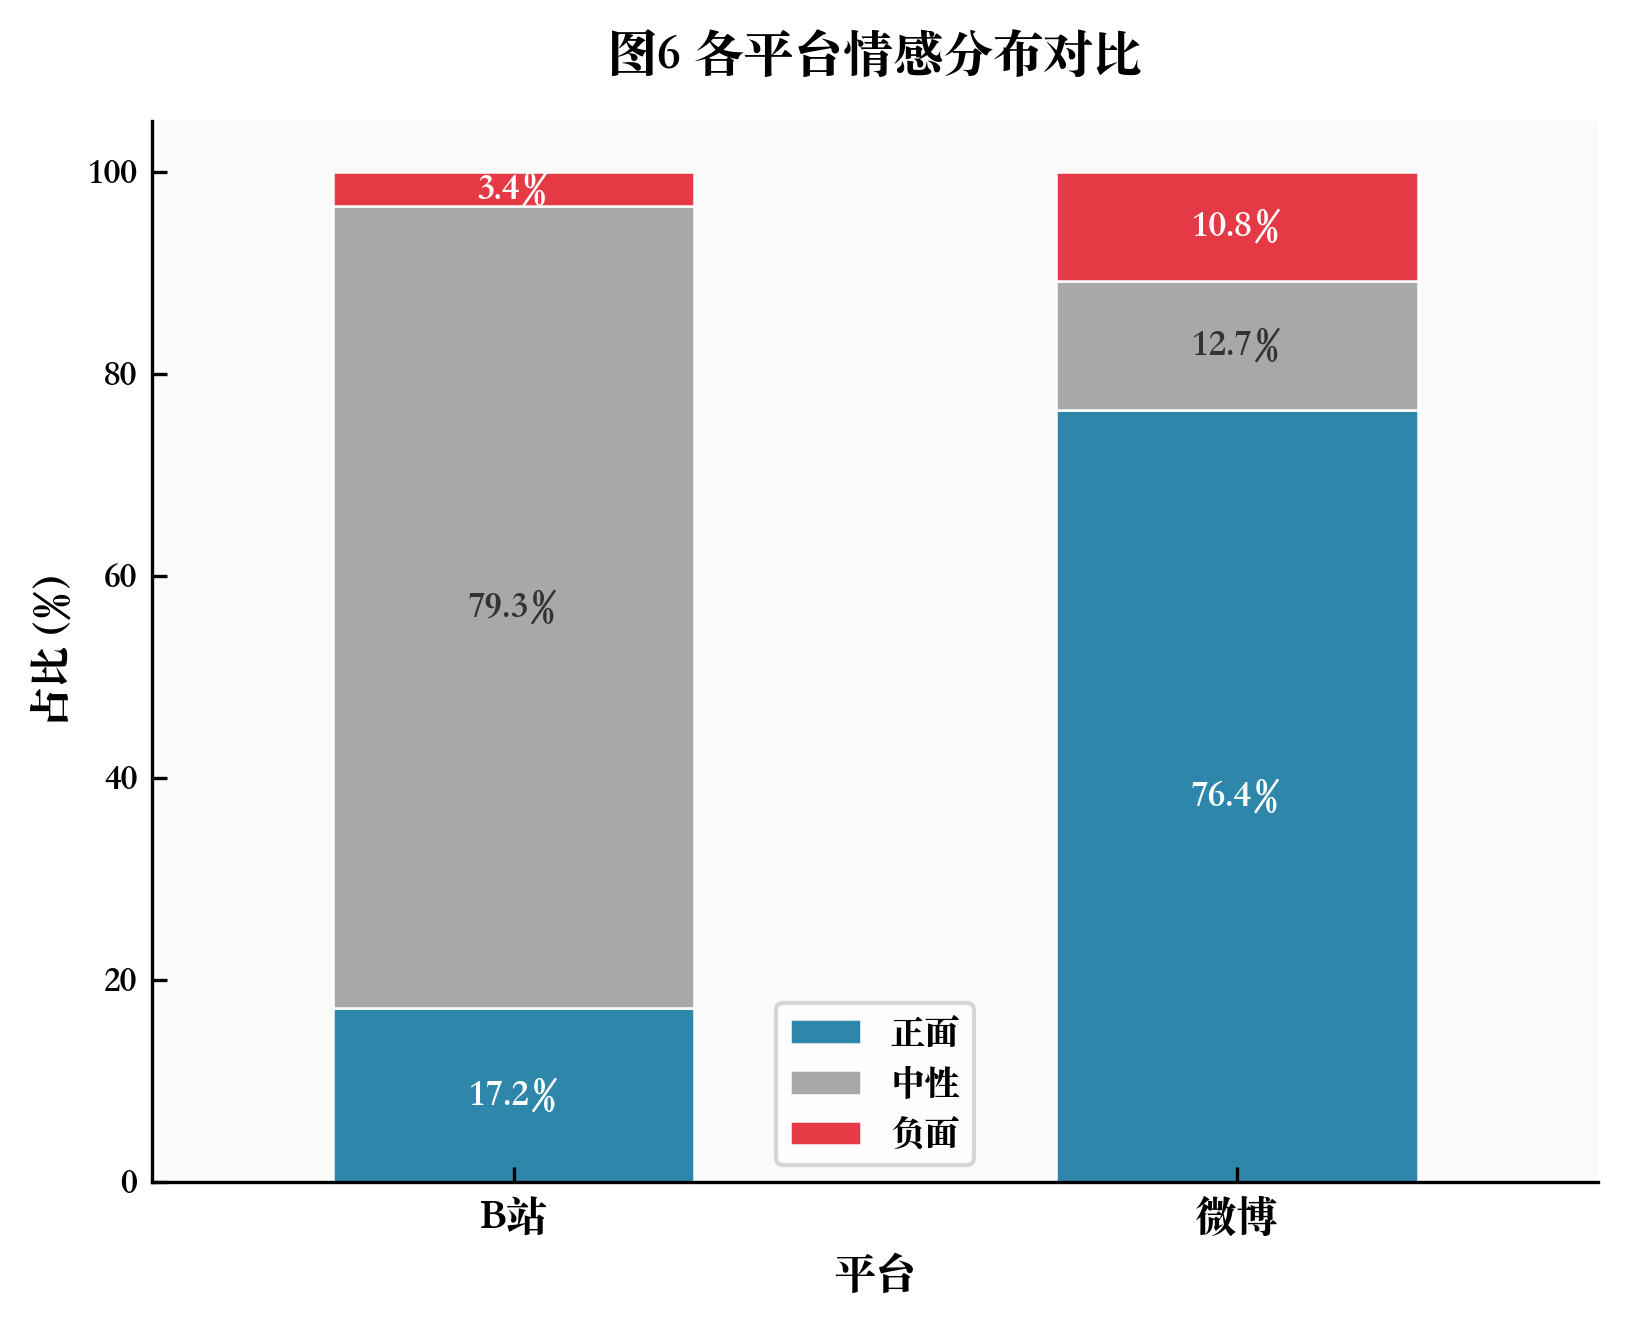 图6 各平台情感分布对比
占比 (%)
100
80
60
40
20
0
3.4%
79.3%
17.2%
10.8%
12.7%
76.4%
正面
中性
负面
B站
微博
平台